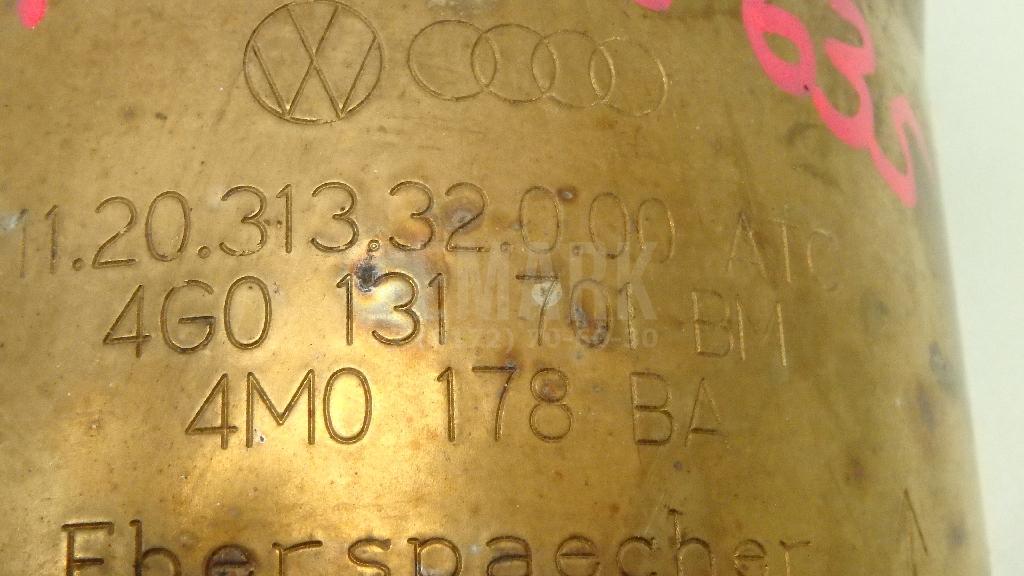 11.20.313.32.0.00 ATC
4G0 131 701 BM
4M0 178 BA
Eberspaecher